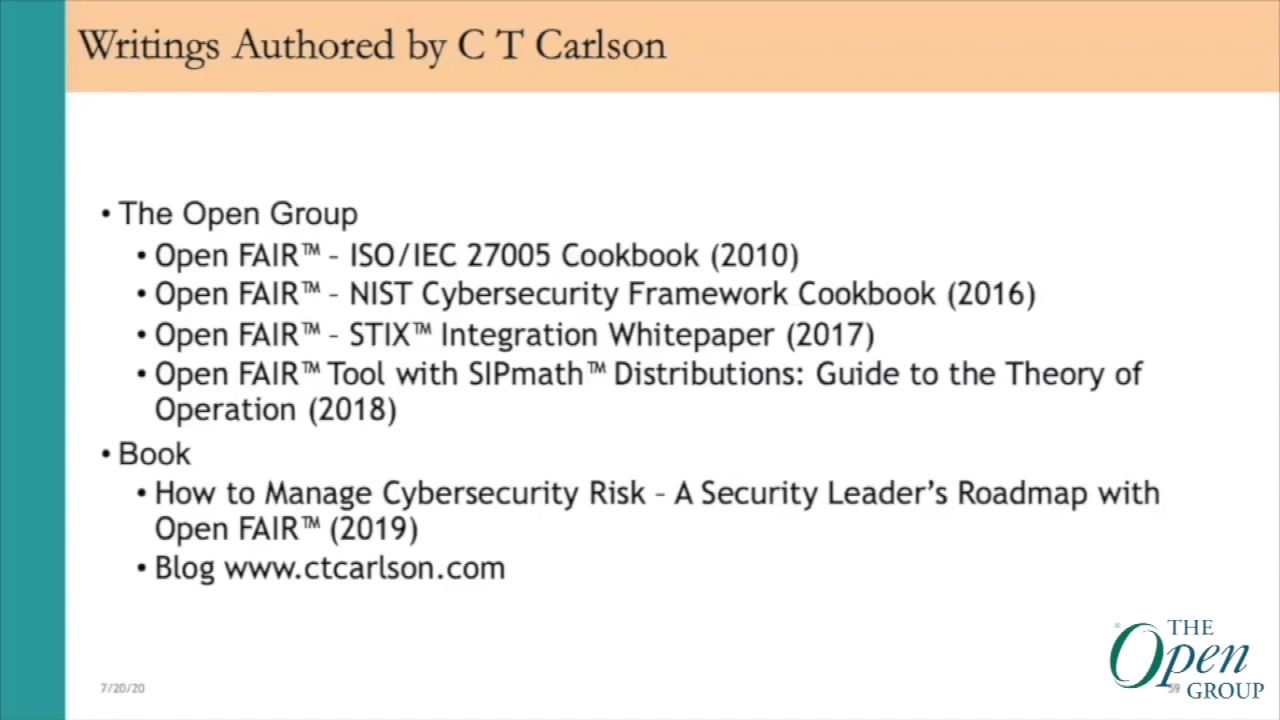 Writings Authored by C T Carlson
• The Open Group
• Open FAIR™ – ISO/IEC 27005 Cookbook (2010)
• Open FAIR™ – NIST Cybersecurity Framework Cookbook (2016)
• Open FAIR™ – STIX™ Integration Whitepaper (2017)
• Open FAIR™ Tool with SIPmath™ Distributions: Guide to the Theory of
Operation (2018)
• Book
• How to Manage Cybersecurity Risk – A Security Leader’s Roadmap with
Open FAIR™ (2019)
• Blog www.ctcarlson.com
7/20/20
59
THE
Open
GROUP